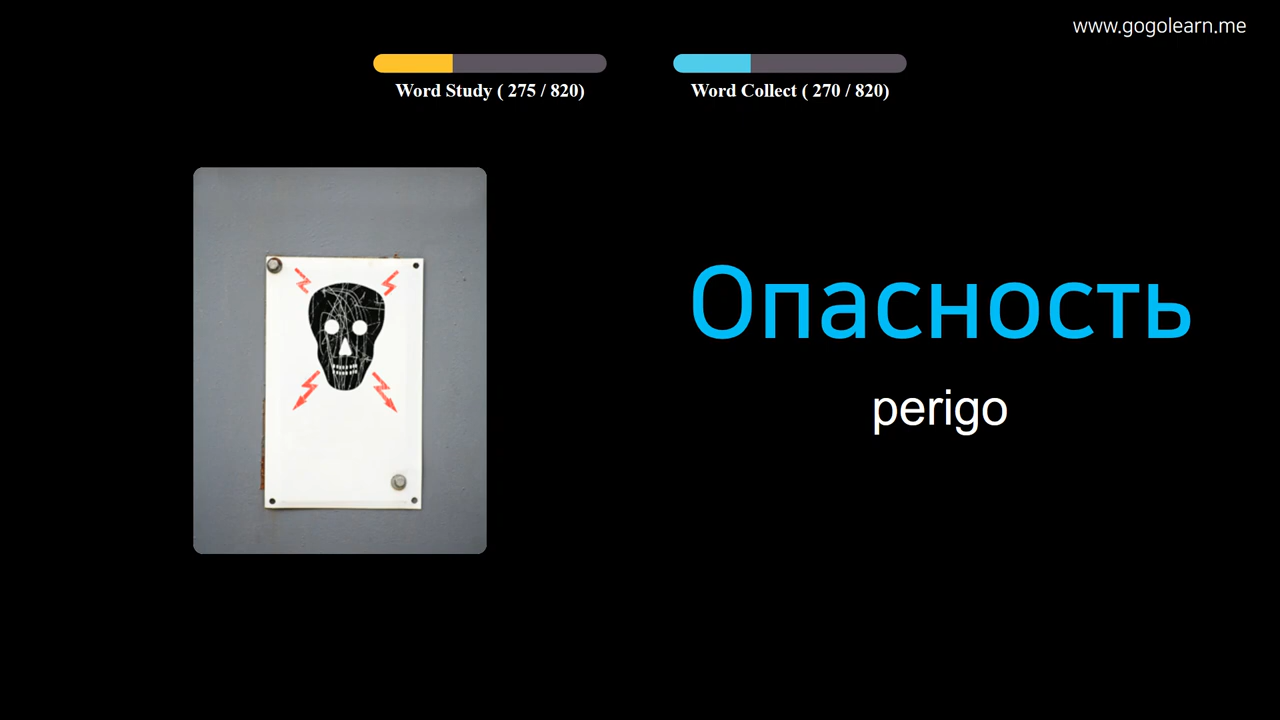 www.gogolearn.me
Word Study ( 275 / 820)
Word Collect ( 270 / 820)
Опасность
perigo